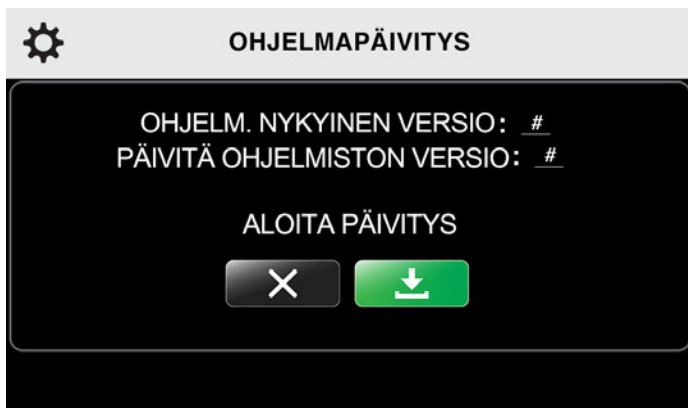 OHJELMAPÄIVITYS
OHJELM. NYKYINEN VERSIO: #
PÄIVITÄ OHJELMISTON VERSIO: #
ALOITA PÄIVITYS